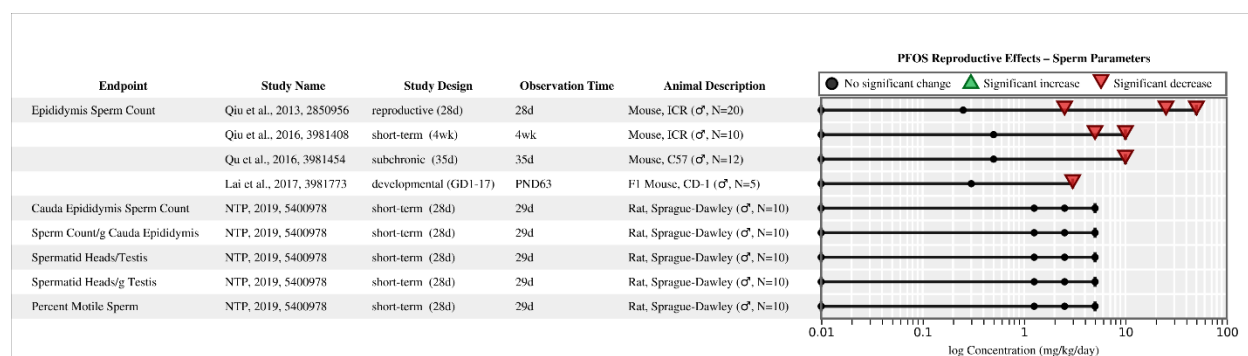 PFOS Reproductive Effects – Sperm Parameters
Endpoint Study Name Study Design Observation Time Animal Description
No significant change Significant increase Significant decrease
Epididymis Sperm Count Qiu et al., 2013, 2850956 reproductive (28d) 28d Mouse, ICR (♂, N=20)
Qiu et al., 2016, 3981408 short-term (4wk) 4wk Mouse, ICR (♂, N=10)
Qu et al., 2016, 3981454 subchronic (35d) 35d Mouse, C57 (♂, N=12)
Lai et al., 2017, 3981773 developmental (GD1-17) PND63 F1 Mouse, CD-1 (♂, N=5)
Cauda Epididymis Sperm Count NTP, 2019, 5400978 short-term (28d) 29d Rat, Sprague-Dawley (♂, N=10)
Sperm Count/g Cauda Epididymis NTP, 2019, 5400978 short-term (28d) 29d Rat, Sprague-Dawley (♂, N=10)
Spermatid Heads/Testis NTP, 2019, 5400978 short-term (28d) 29d Rat, Sprague-Dawley (♂, N=10)
Spermatid Heads/g Testis NTP, 2019, 5400978 short-term (28d) 29d Rat, Sprague-Dawley (♂, N=10)
Percent Motile Sperm NTP, 2019, 5400978 short-term (28d) 29d Rat, Sprague-Dawley (♂, N=10)
0.01 0.1 1 10 100
log Concentration (mg/kg/day)